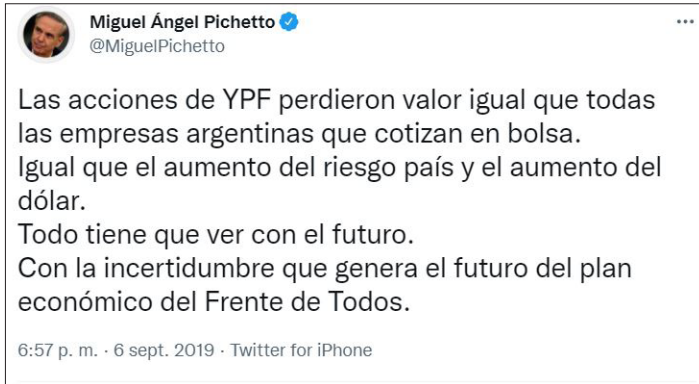 Miguel Ángel Pichetto
@MiguelPichetto
Las acciones de YPF perdieron valor igual que todas
las empresas argentinas que cotizan en bolsa.
Igual que el aumento del riesgo país y el aumento del
dólar.
Todo tiene que ver con el futuro.
Con la incertidumbre que genera el futuro del plan
económico del Frente de Todos.
6:57 p. m. · 6 sept. 2019 · Twitter for iPhone